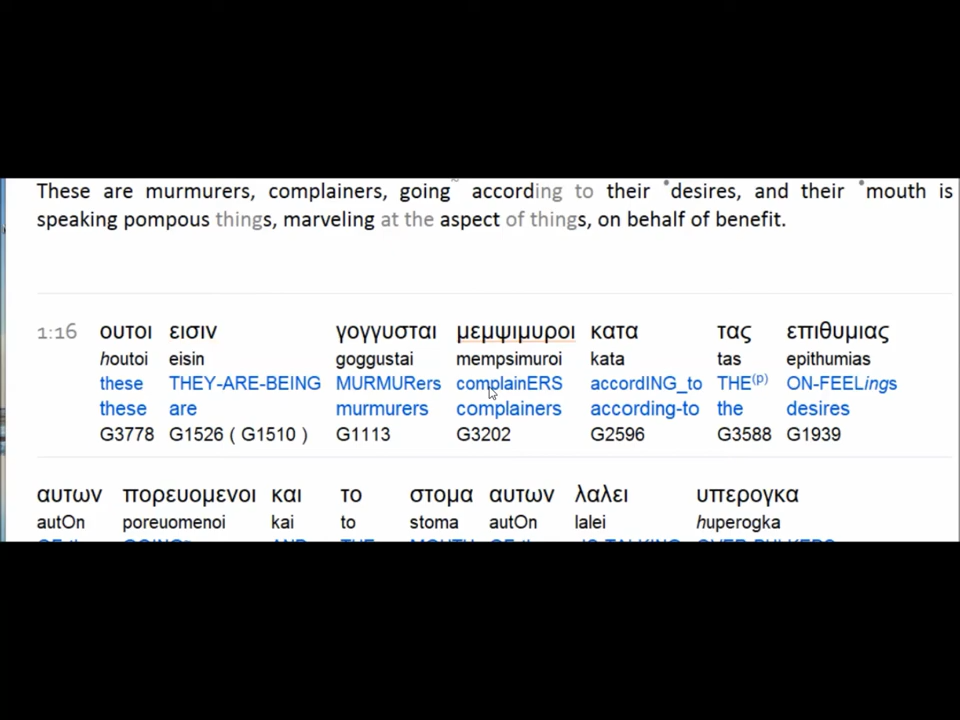 These are murmurers, complainers, going~ according to their •desires, and their •mouth is
speaking pompous things, marveling at the aspect of things, on behalf of benefit.
1:16 ουτοι εισιν γογγυσται μεμψιμυροι κατα τας επιθυμιας
houtoi eisin goggustai mempsimuroi kata tas epithumias
these THEY-ARE-BEING MURMURers complainERS accordING_to THE(p) ON-FEELings
these are murmurers complainers according-to the desires
G3778 G1526 ( G1510 ) G1113 G3202 G2596 G3588 G1939
αυτων πορευομενοι και το στομα αυτων λαλει υπερογκα
autOn poreuomenoi kai to stoma autOn lalei huperogka